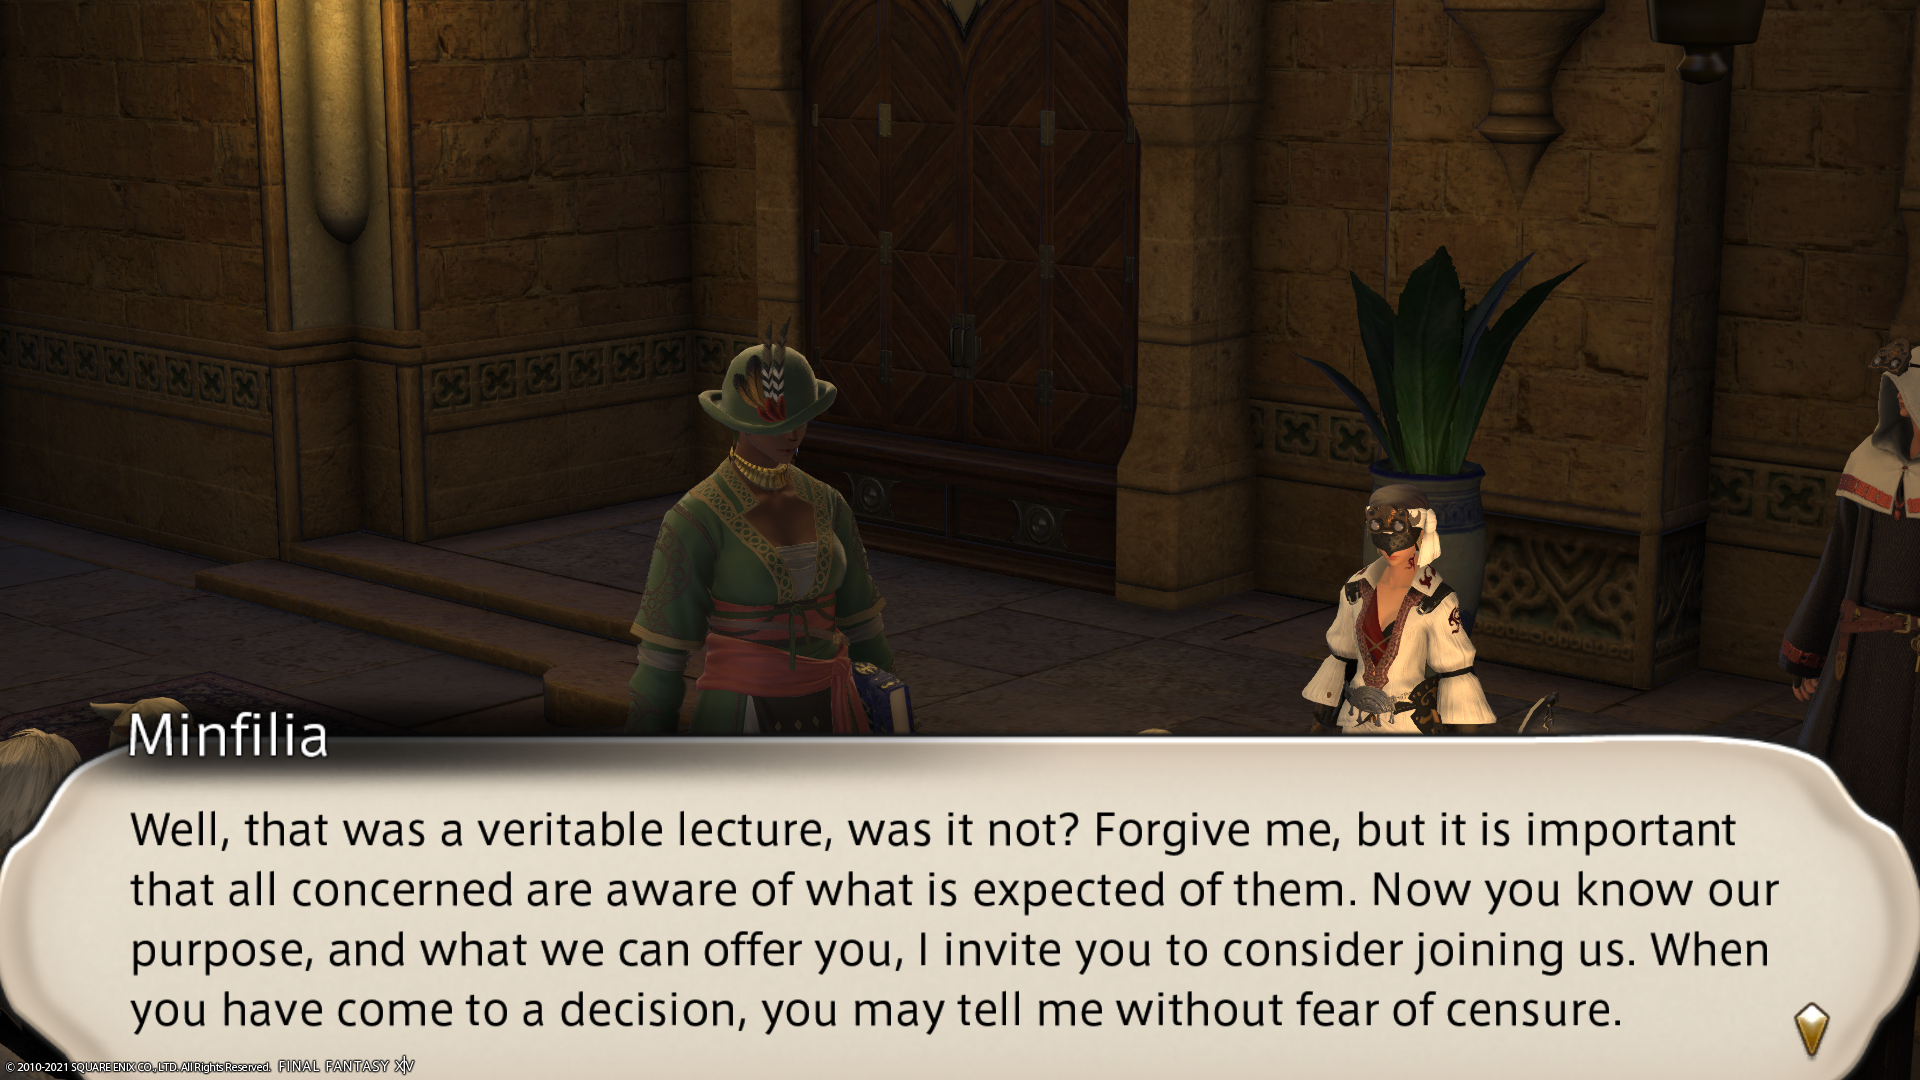 Minfilia
Well, that was a veritable lecture, was it not? Forgive me, but it is important
that all concerned are aware of what is expected of them. Now you know our
purpose, and what we can offer you, I invite you to consider joining us. When
you have come to a decision, you may tell me without fear of censure.
© 2010-2021 SQUARE ENIX CO., LTD. All Rights Reserved. FINAL FANTASY XIV